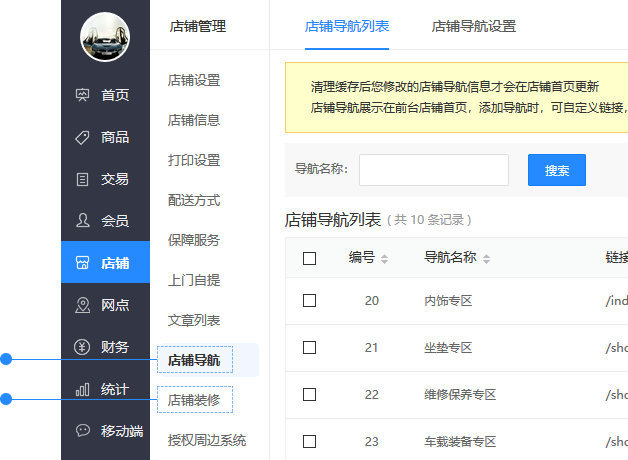 首页
商品
交易
会员
店铺
网点
财务
统计
移动端
店铺管理
店铺设置
店铺信息
打印设置
配送方式
保障服务
上门自提
文章列表
店铺导航
店铺装修
授权周边系统
店铺导航列表 店铺导航设置
清理缓存后您修改的店铺导航信息才会在店铺首页更新
店铺导航展示在前台店铺首页，添加导航时，可自定义链接，
导航名称： 搜索
店铺导航列表 ( 共 10 条记录 )
编号 导航名称 链接
20 内饰专区 /ind
21 坐垫专区 /sho
22 维修保养专区 /sho
23 车载装备专区 /sho